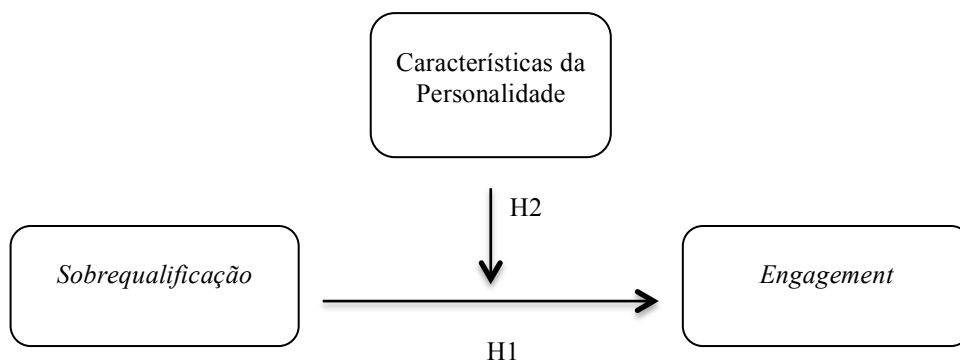 Características da
Personalidade
H2
Sobrequalificação
Engagement
H1